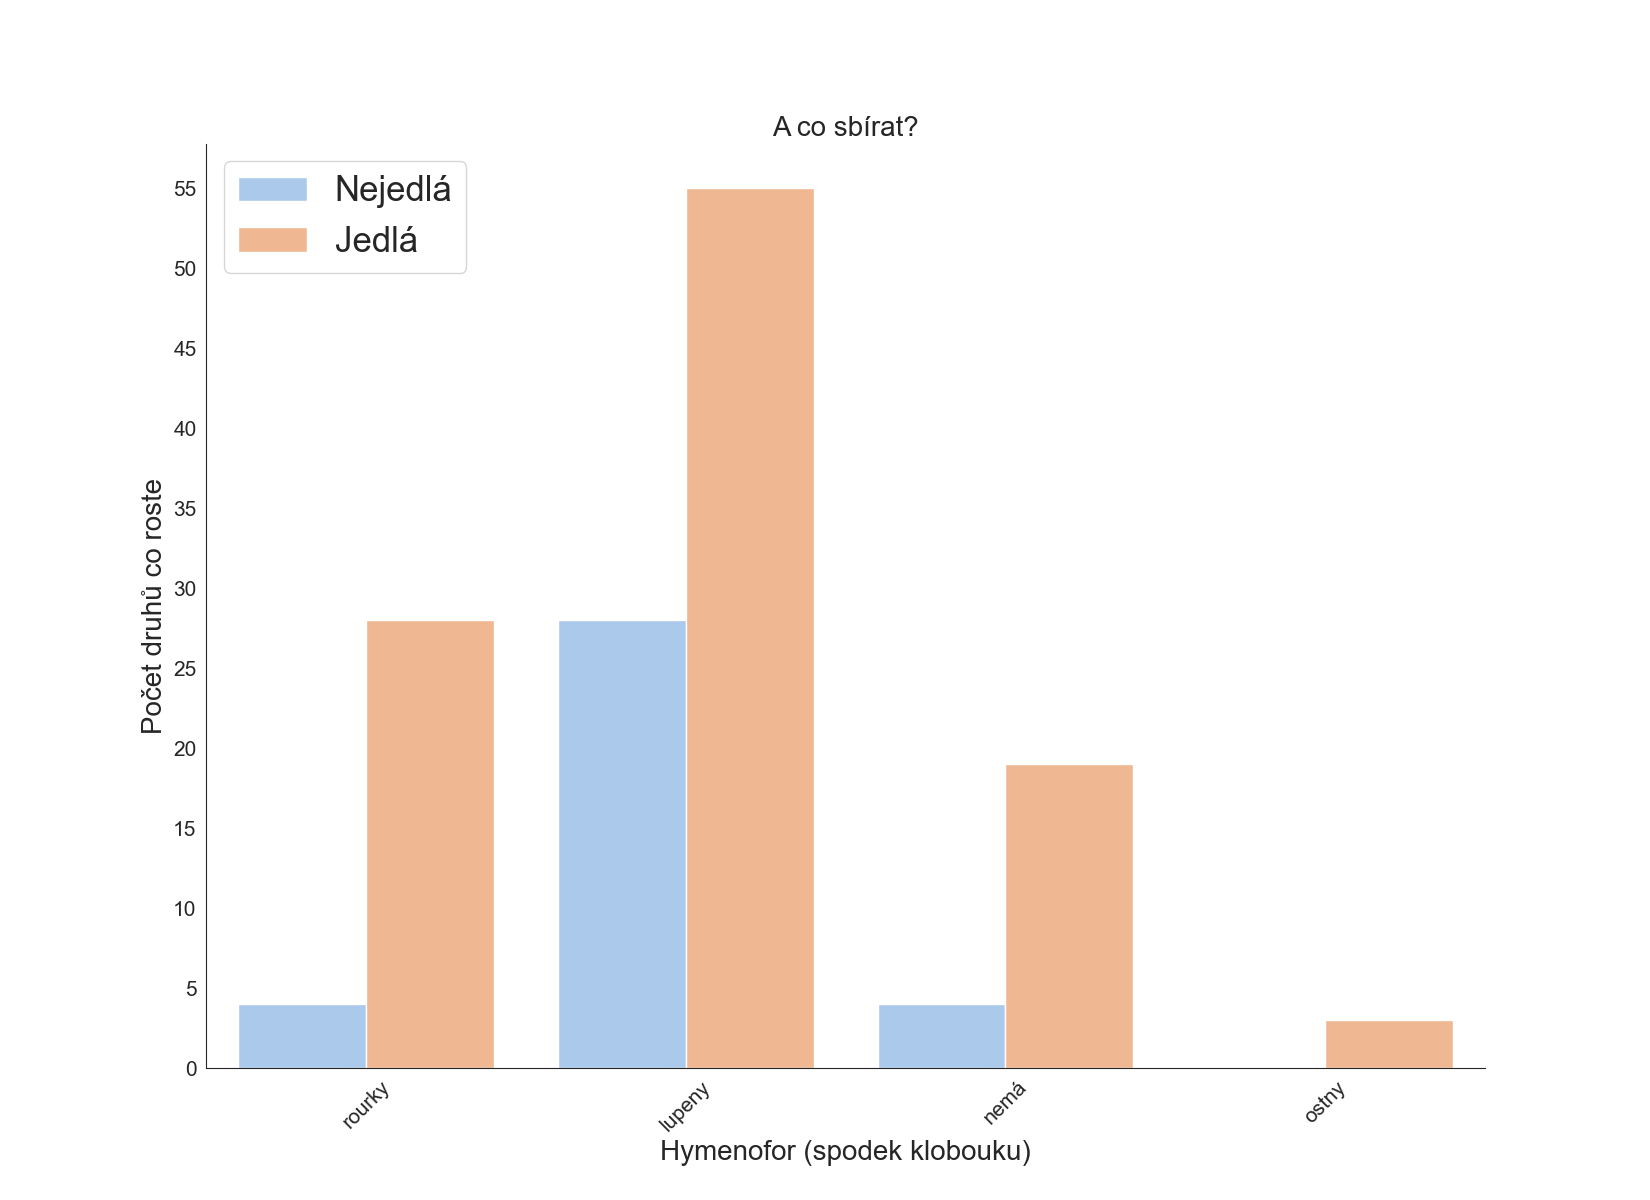 A co sbírat?
Nejedlá
Jedlá
Počet druhů co roste
55
50
45
40
35
30
25
20
15
10
5
0
rourky
lupeny
nemá
ostny
Hymenofor (spodek klobouku)